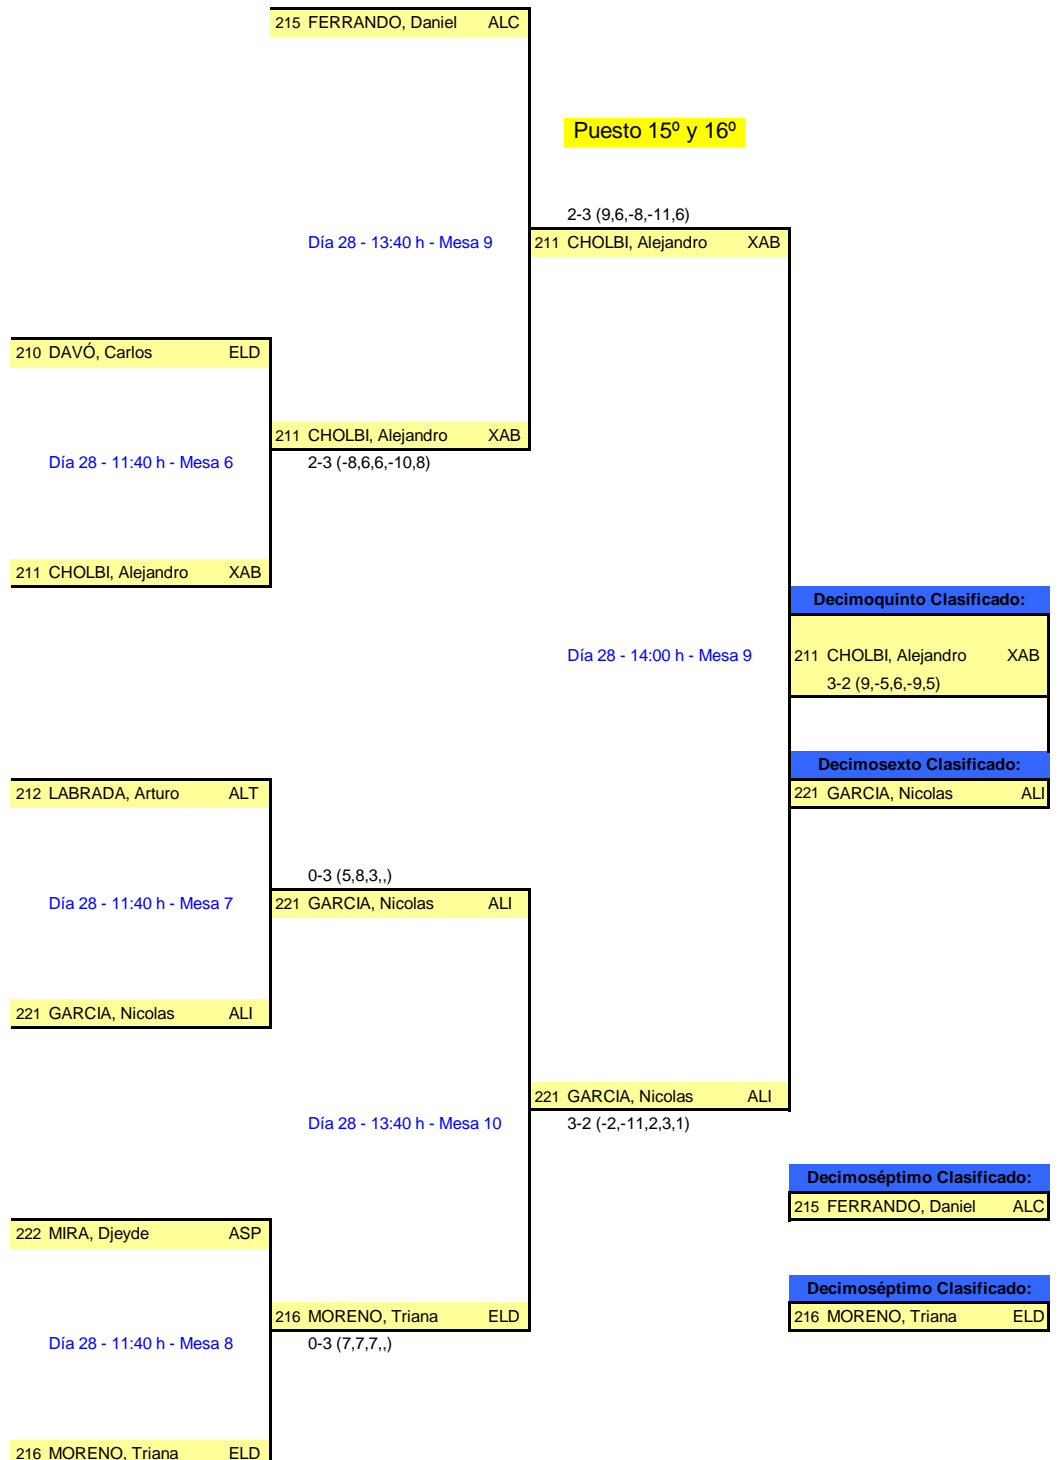 215 FERRANDO, Daniel ALC
Puesto 15º y 16º
2-3 (9,6,-8,-11,6)
Día 28 - 13:40 h - Mesa 9
211 CHOLBI, Alejandro XAB
210 DAVÓ, Carlos ELD
211 CHOLBI, Alejandro XAB
Día 28 - 11:40 h - Mesa 6
2-3 (-8,6,6,-10,8)
211 CHOLBI, Alejandro XAB
Decimoquinto Clasificado:
Día 28 - 14:00 h - Mesa 9
211 CHOLBI, Alejandro XAB
3-2 (9,-5,6,-9,5)
Decimosexto Clasificado:
212 LABRADA, Arturo ALT
221 GARCIA, Nicolas ALI
0-3 (5,8,3,,)
Día 28 - 11:40 h - Mesa 7
221 GARCIA, Nicolas ALI
221 GARCIA, Nicolas ALI
221 GARCIA, Nicolas ALI
Día 28 - 13:40 h - Mesa 10
3-2 (-2,-11,2,3,1)
Decimoséptimo Clasificado:
215 FERRANDO, Daniel ALC
222 MIRA, Djeyde ASP
Decimoséptimo Clasificado:
216 MORENO, Triana ELD
216 MORENO, Triana ELD
Día 28 - 11:40 h - Mesa 8
0-3 (7,7,7,,)
216 MORENO, Triana ELD